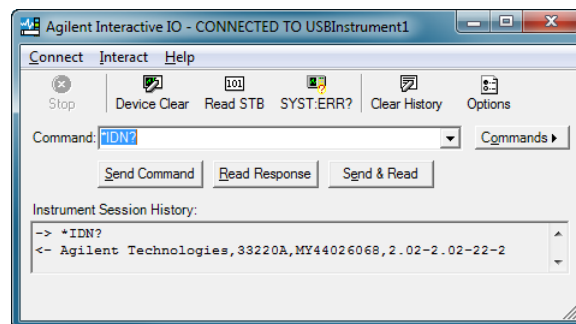 Agilent Interactive IO - CONNECTED TO USBInstrument1
Connect Interact Help
101
Stop Device Clear Read STB SYST:ERR? Clear History Options
Command: *IDN? Commands
Send Command Read Response Send & Read
Instrument Session History:
-> *IDN?
<- Agilent Technologies,33220A,MY44026068,2.02-2.02-22-2